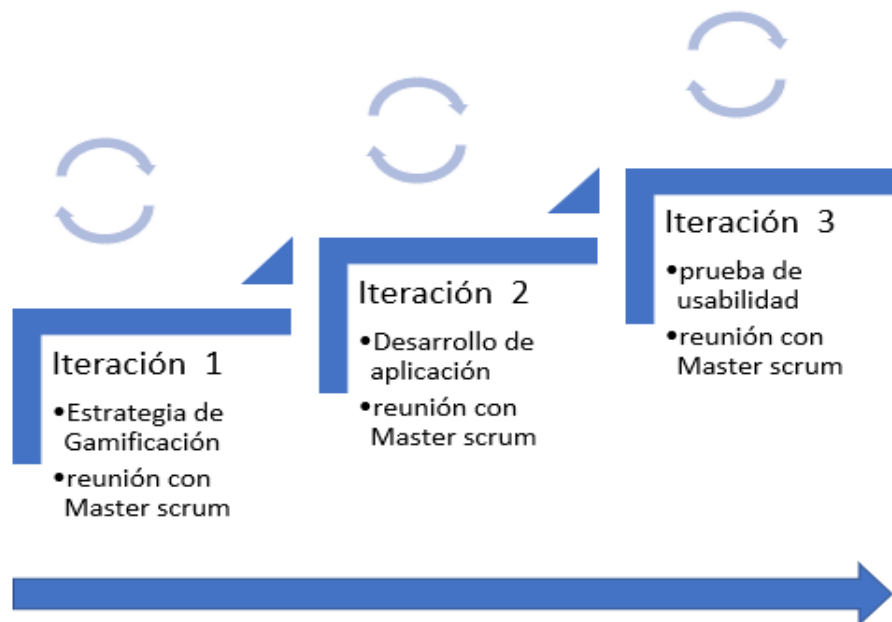 Iteración 1
•Estrategia de
Gamificación
•reunión con
Master scrum
Iteración 2
•Desarrollo de
aplicación
•reunión con
Master scrum
Iteración 3
•prueba de
usabilidad
•reunión con
Master scrum